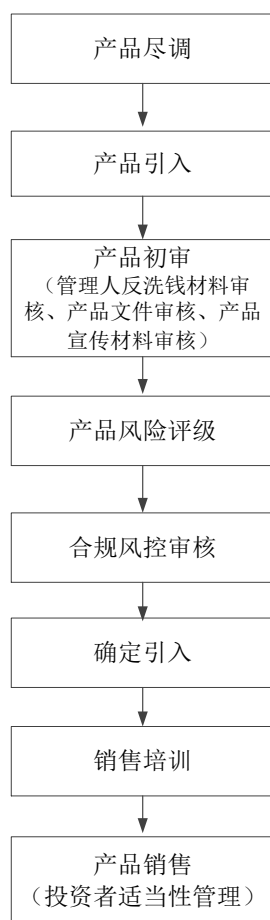 产品尽调
产品引入
产品初审
（管理人反洗钱材料审
核、产品文件审核、产品
宣传材料审核）
产品风险评级
合规风控审核
确定引入
销售培训
产品销售
（投资者适当性管理）